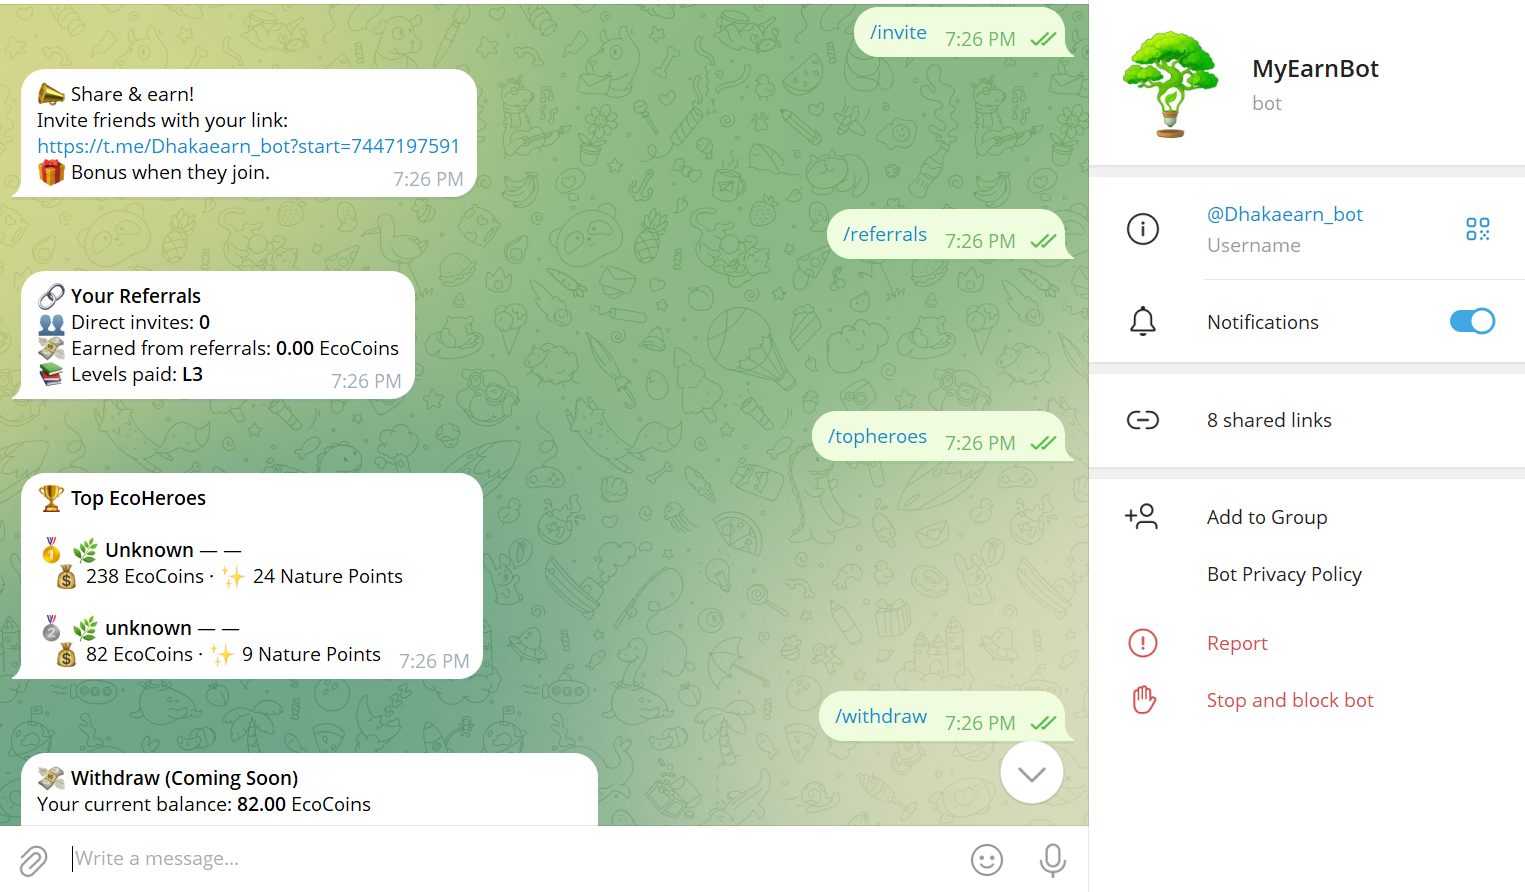 /invite 7:26 PM
Share & earn!
Invite friends with your link:
https://t.me/Dhakaearn_bot?start=7447197591
Bonus when they join. 7:26 PM
/referrals 7:26 PM
Your Referrals
Direct invites: 0
Earned from referrals: 0.00 EcoCoins
Levels paid: L3 7:26 PM
/topheroes 7:26 PM
Top EcoHeroes
Unknown — —
238 EcoCoins · ✨ 24 Nature Points
unknown — —
82 EcoCoins · ✨ 9 Nature Points 7:26 PM
/withdraw 7:26 PM
Withdraw (Coming Soon)
Your current balance: 82.00 EcoCoins
Write a message...
MyEarnBot
bot
@Dhakaearn_bot
Username
Notifications
8 shared links
Add to Group
Bot Privacy Policy
Report
Stop and block bot